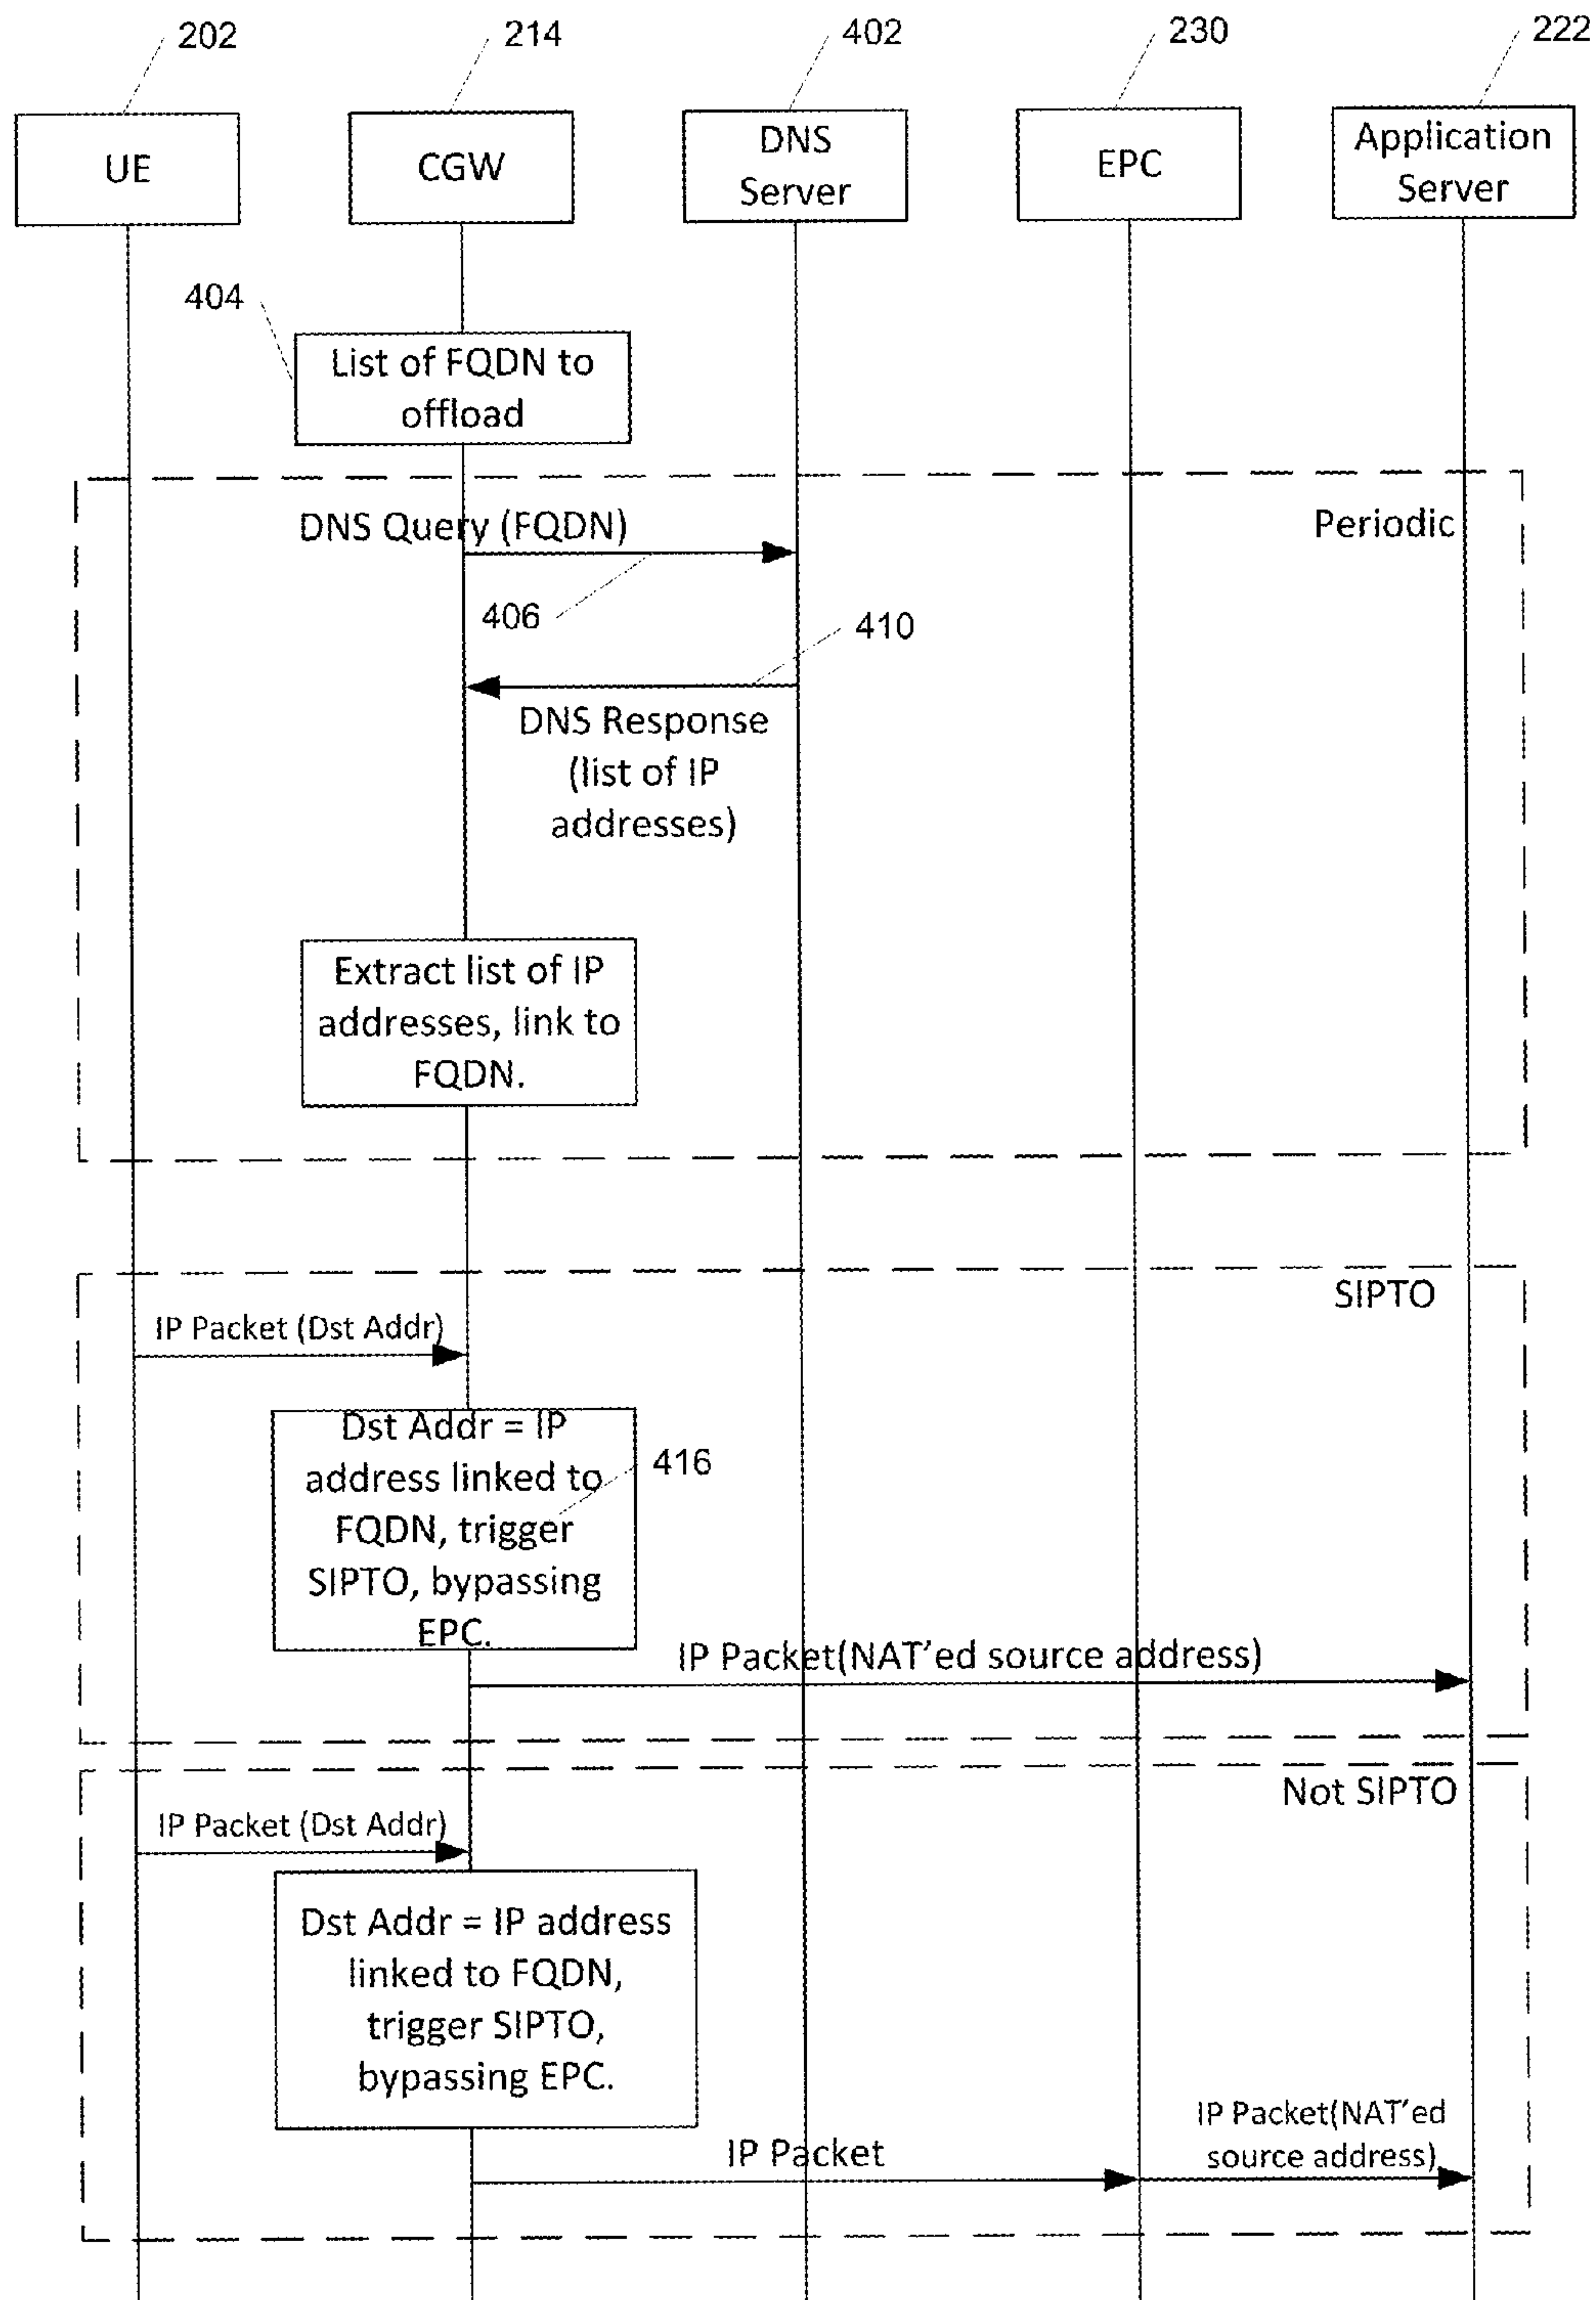 202
214
402
230
222
UE
CGW
DNS
Server
EPC
Application
Server
404
List of FQDN to
offload
DNS Query (FQDN)
Periodic
406
410
DNS Response
(list of IP
addresses)
Extract list of IP
addresses, link to
FQDN.
SIPTO
IP Packet (Dst Addr)
Dst Addr = IP
address linked to
FQDN, trigger
SIPTO, bypassing
EPC.
416
IP Packet(NAT'ed source address)
Not SIPTO
IP Packet (Dst Addr)
Dst Addr = IP address
linked to FQDN,
trigger SIPTO,
bypassing EPC.
IP Packet
IP Packet(NAT'ed
source address)